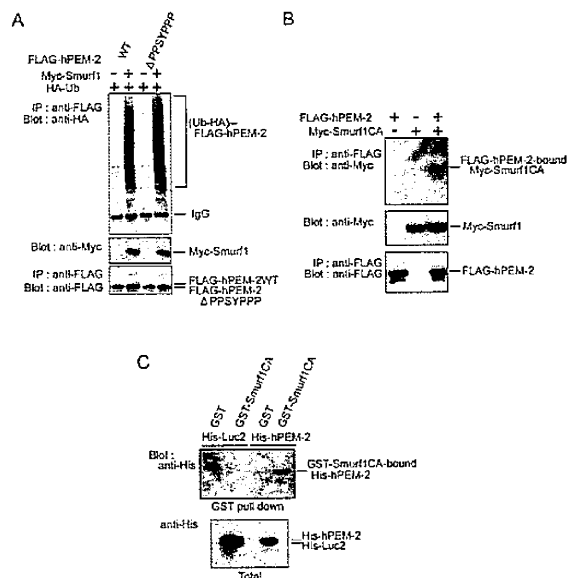 A
FLAG-hPEM-2 WT ΔPPSYPPP
Myc-Smurf1 - + - +
HA-Ub + + + +
IP : anti-FLAG
Blot : anti-HA
(Ub-HA)–
FLAG-hPEM-2
IgG
Blot : anti-Myc
Myc-Smurf1
IP : anti-FLAG
Blot : anti-FLAG
FLAG-hPEM-2WT
FLAG-hPEM-2
ΔPPSYPPP
B
FLAG-hPEM-2 + - +
Myc-Smurf1CA - + +
IP : anti-FLAG
Blot : anti-Myc
FLAG-hPEM-2-bound
Myc-Smurf1CA
Blot : anti-Myc
Myc-Smurf1
IP : anti-FLAG
Blot : anti-FLAG
FLAG-hPEM-2
C
GST GST-Smurf1CA GST GST-Smurf1CA
His-Luc2 His-hPEM-2
Blot :
anti-His
GST-Smurf1CA-bound
His-hPEM-2
GST pull down
anti-His
His-hPEM-2
His-Luc2
Total